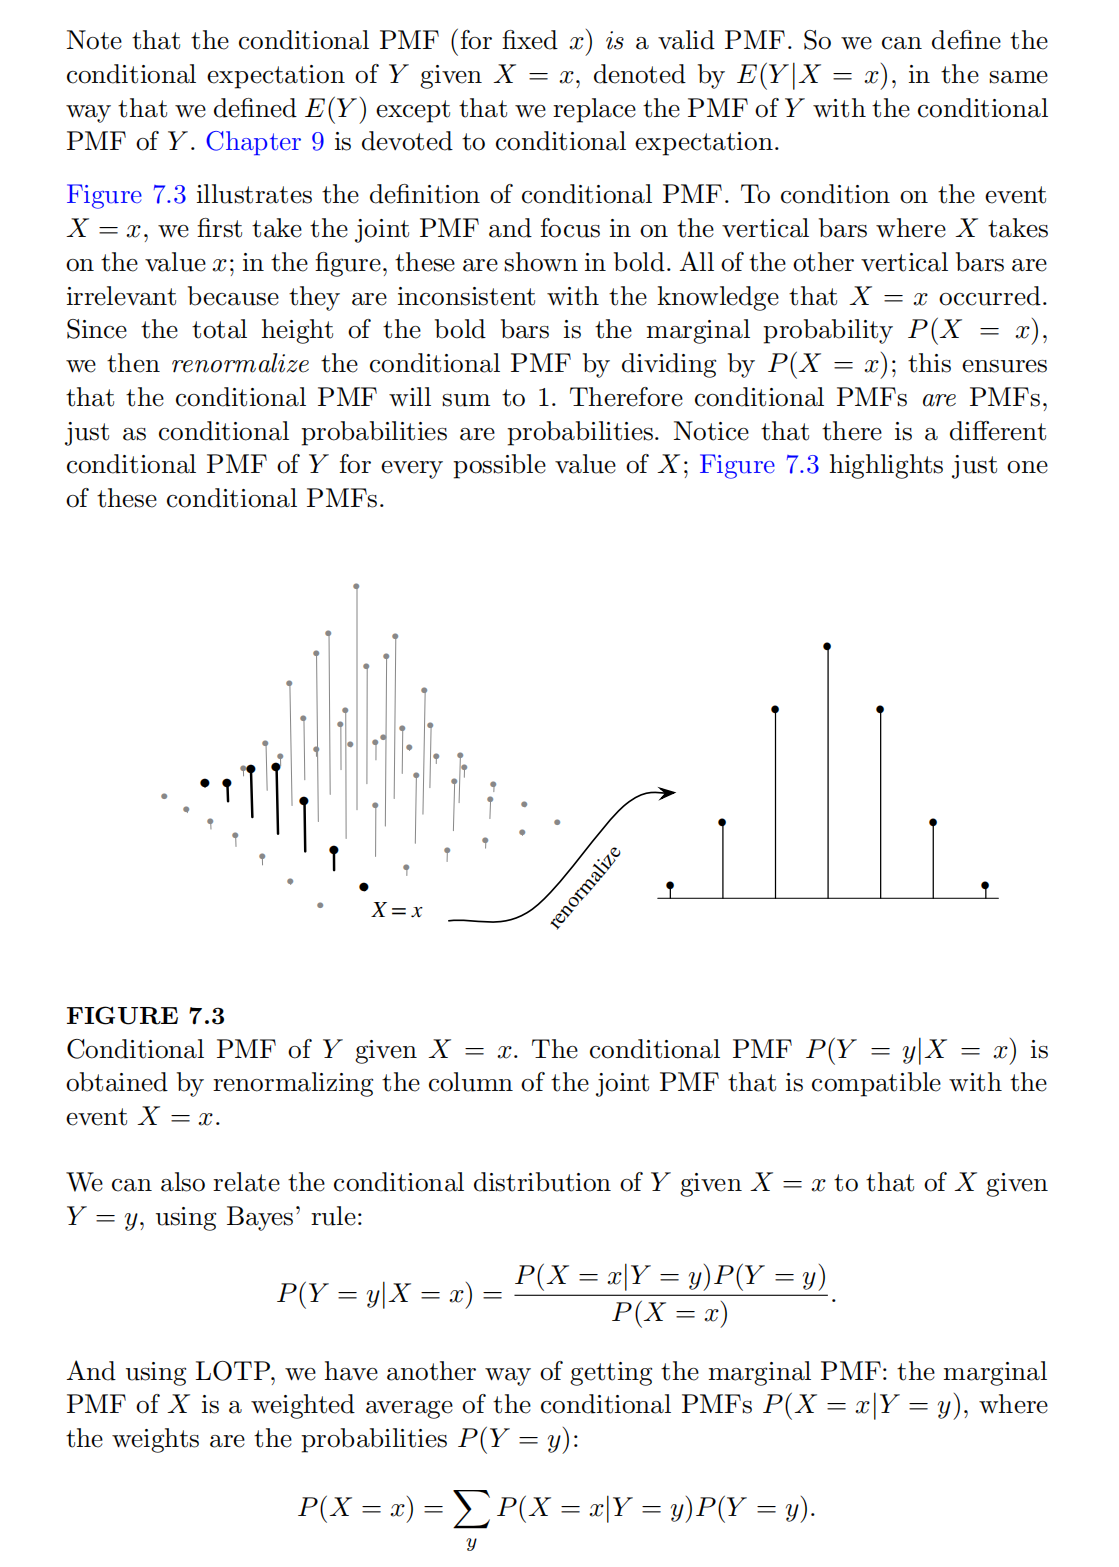 Note that the conditional PMF (for fixed x) is a valid PMF. So we can define the
conditional expectation of Y given X = x, denoted by E(Y|X = x), in the same
way that we defined E(Y) except that we replace the PMF of Y with the conditional
PMF of Y. Chapter 9 is devoted to conditional expectation.
Figure 7.3 illustrates the definition of conditional PMF. To condition on the event
X = x, we first take the joint PMF and focus in on the vertical bars where X takes
on the value x; in the figure, these are shown in bold. All of the other vertical bars are
irrelevant because they are inconsistent with the knowledge that X = x occurred.
Since the total height of the bold bars is the marginal probability P(X = x),
we then renormalize the conditional PMF by dividing by P(X = x); this ensures
that the conditional PMF will sum to 1. Therefore conditional PMFs are PMFs,
just as conditional probabilities are probabilities. Notice that there is a different
conditional PMF of Y for every possible value of X; Figure 7.3 highlights just one
of these conditional PMFs.
X = x
renormalize
FIGURE 7.3
Conditional PMF of Y given X = x. The conditional PMF P(Y = y|X = x) is
obtained by renormalizing the column of the joint PMF that is compatible with the
event X = x.
We can also relate the conditional distribution of Y given X = x to that of X given
Y = y, using Bayes' rule:
P(Y = y|X = x) = P(X = x|Y = y)P(Y = y) / P(X = x).
And using LOTP, we have another way of getting the marginal PMF: the marginal
PMF of X is a weighted average of the conditional PMFs P(X = x|Y = y), where
the weights are the probabilities P(Y = y):
P(X = x) = ∑_y P(X = x|Y = y)P(Y = y).